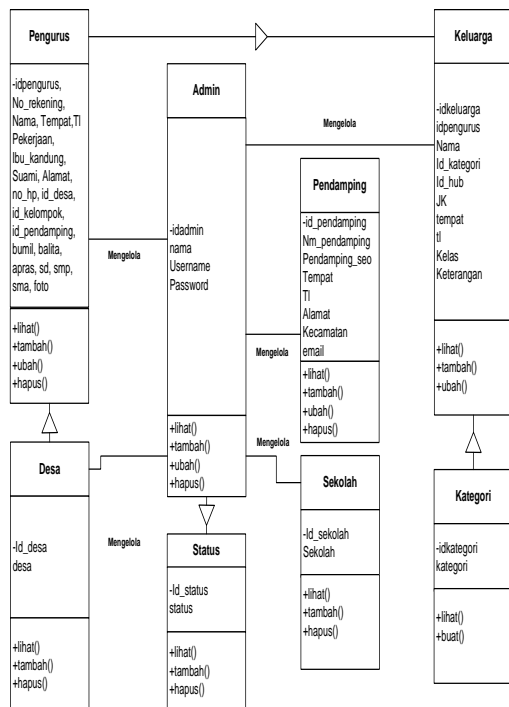 Pengurus
-idpengurus,
No_rekening,
Nama, Tempat,Tl
Pekerjaan,
Ibu_kandung,
Suami, Alamat,
no_hp, id_desa,
id_kelompok,
id_pendamping,
bumil, balita,
apras, sd, smp,
sma, foto
+lihat()
+tambah()
+ubah()
+hapus()
Admin
-idadmin
nama
Username
Password
+lihat()
+tambah()
+ubah()
+hapus()
Keluarga
-idkeluarga
idpengurus
Nama
Id_kategori
Id_hub
JK
tempat
tl
Kelas
Keterangan
+lihat()
+tambah()
+ubah()
Mengelola
Pendamping
-id_pendamping
Nm_pendamping
Pendamping_seo
Tempat
Tl
Alamat
Kecamatan
email
+lihat()
+tambah()
+ubah()
+hapus()
Mengelola
Mengelola
Mengelola
Desa
-Id_desa
desa
+lihat()
+tambah()
+hapus()
Mengelola
Status
-Id_status
status
+lihat()
+tambah()
+hapus()
Sekolah
-Id_sekolah
Sekolah
+lihat()
+tambah()
+hapus()
Kategori
-idkategori
kategori
+lihat()
+buat()